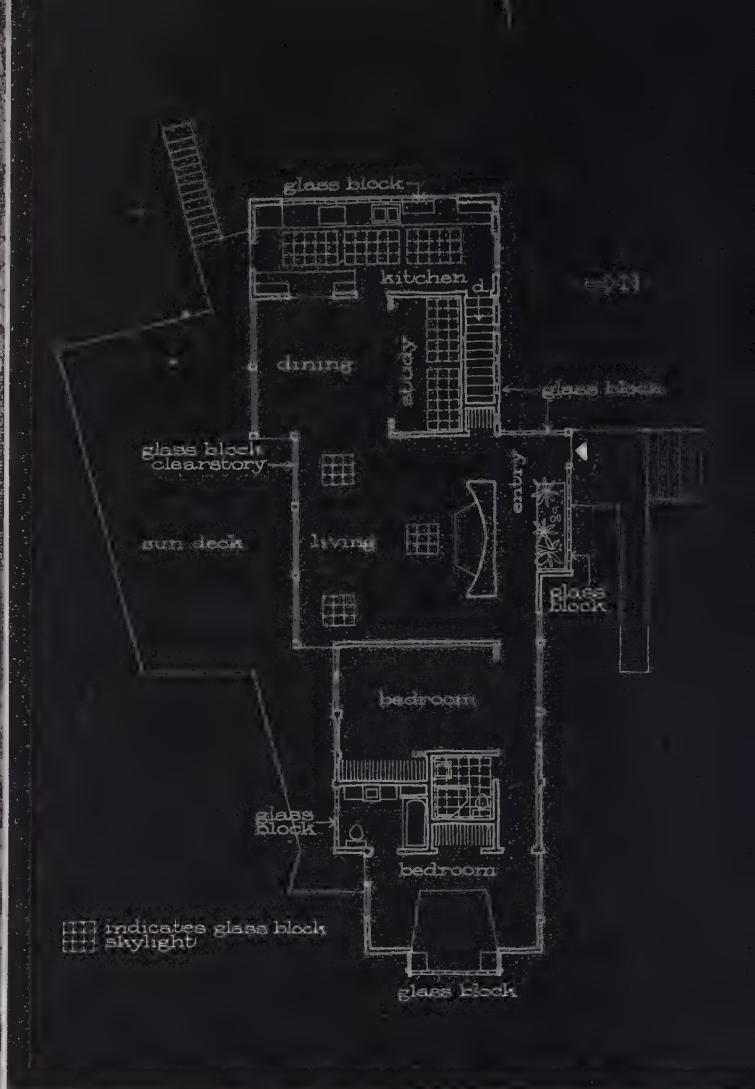 glass block
kitchen
d
N
dining
study
glass block
glass block
clearstory
entry
sun deck
living
glass
block
bedroom
glass
block
bedroom
indicates glass block
skylight
glass block